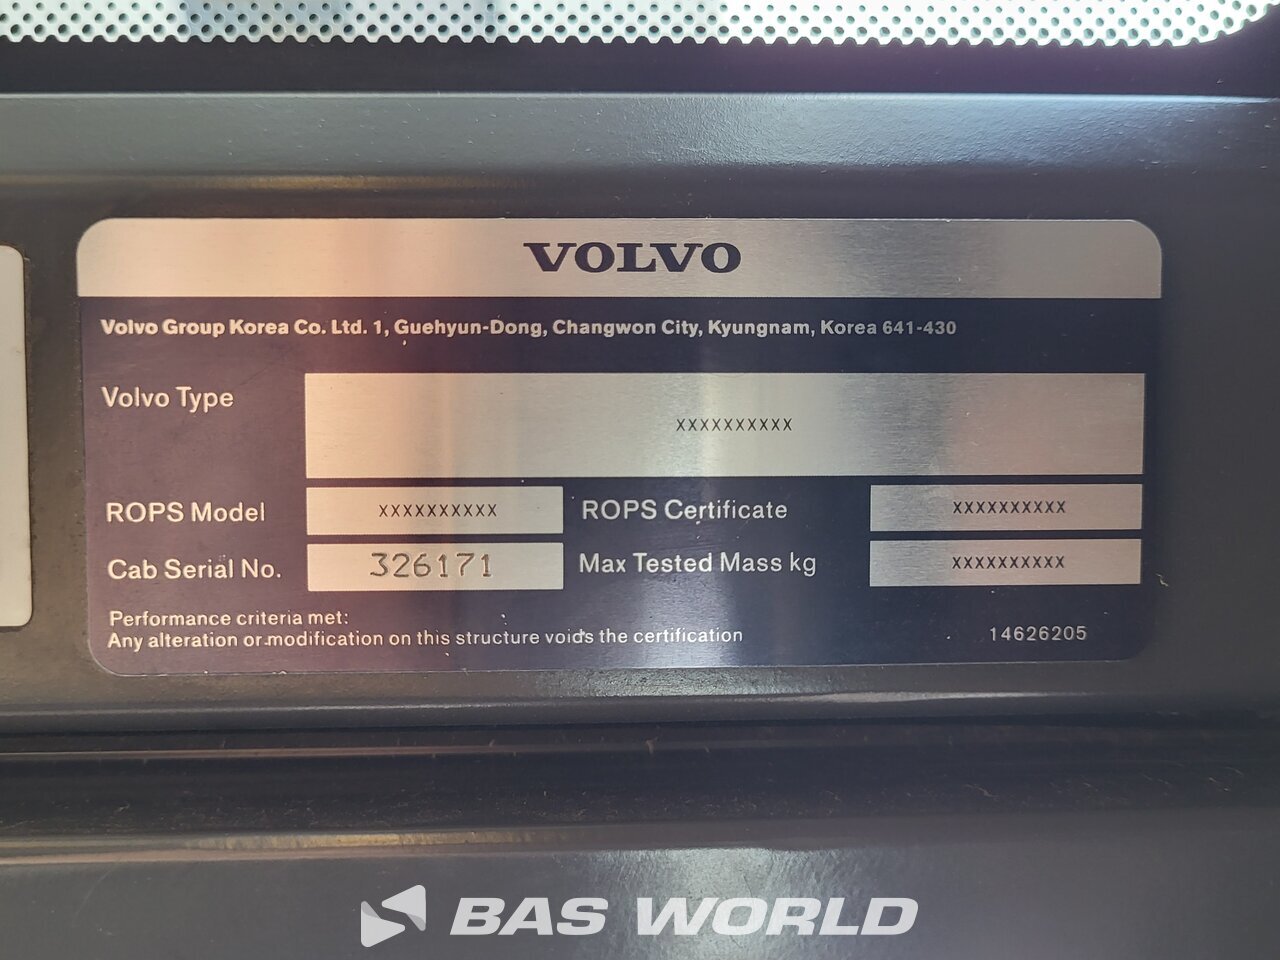 VOLVO
Volvo Group Korea Co. Ltd. 1, Guehyun-Dong, Changwon City, Kyungnam, Korea 641-430
Volvo Type XXXXXXXXXX
ROPS Model XXXXXXXXXX ROPS Certificate XXXXXXXXXX
Cab Serial No. 326171 Max Tested Mass kg XXXXXXXXXX
Performance criteria met:
Any alteration or modification on this structure voids the certification 14626205
BAS WORLD